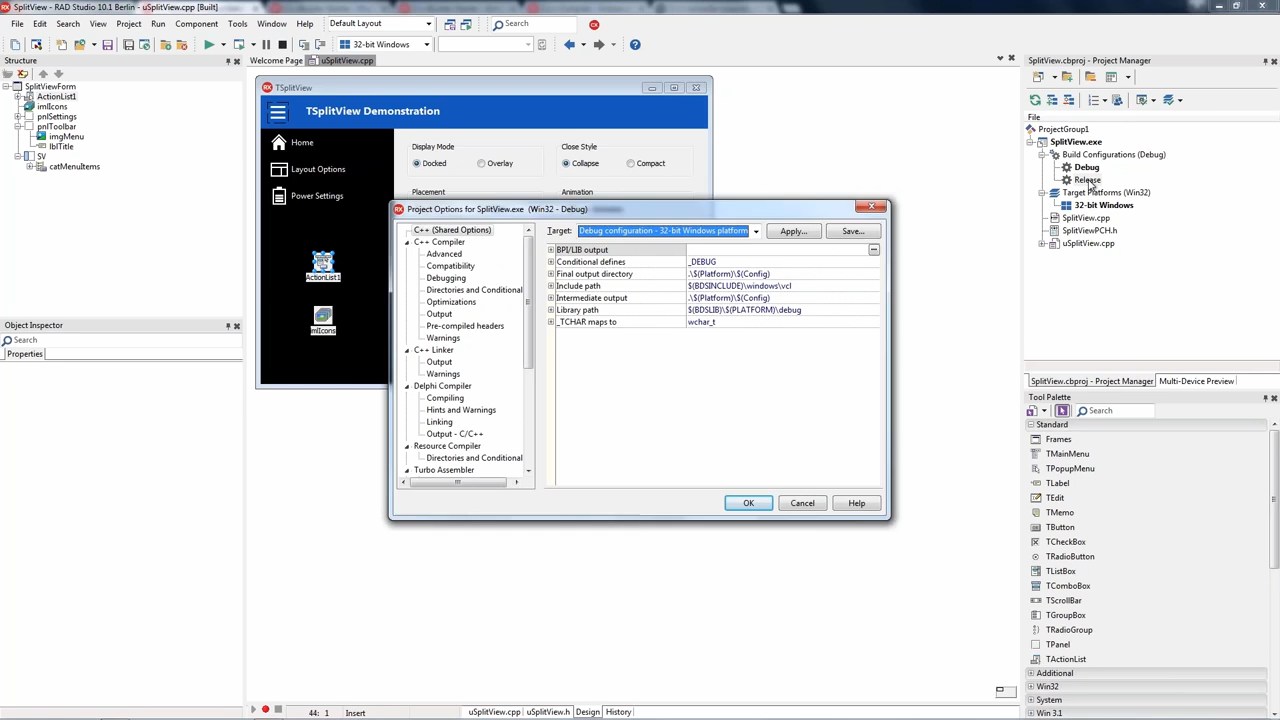 SplitView - RAD Studio 10.1 Berlin - uSplitView.cpp [Built]
File Edit Search View Project Run Component Tools Window Help
Default Layout
Search
32-bit Windows
Structure
SplitViewForm
ActionList1
imlIcons
pnlSettings
pnlToolbar
imgMenu
lblTitle
SV
catMenuItems
Object Inspector
Search
Properties
Welcome Page
uSplitView.cpp
TSplitView
TSplitView Demonstration
Home
Layout Options
Power Settings
ActionList1
imlIcons
Display Mode
Docked
Overlay
Close Style
Collapse
Compact
Placement
Animation
Project Options for SplitView.exe (Win32 - Debug)
C++ (Shared Options)
C++ Compiler
Advanced
Compatibility
Debugging
Directories and Conditional
Optimizations
Output
Pre-compiled headers
Warnings
C++ Linker
Output
Warnings
Delphi Compiler
Compiling
Hints and Warnings
Linking
Output - C/C++
Resource Compiler
Directories and Conditional
Turbo Assembler
Target: Debug configuration - 32-bit Windows platform
Apply...
Save...
BPI/LIB output
Conditional defines _DEBUG
Final output directory .\$(Platform)\$(Config)
Include path $(BDSINCLUDE)\windows\vcl
Intermediate output .\$(Platform)\$(Config)
Library path $(BDSLIB)\$(PLATFORM)\debug
_TCHAR maps to wchar_t
OK
Cancel
Help
44: 1
Insert
uSplitView.cpp
uSplitView.h
Design
History
SplitView.cbproj - Project Manager
File
ProjectGroup1
SplitView.exe
Build Configurations (Debug)
Debug
Release
Target Platforms (Win32)
32-bit Windows
SplitView.cpp
SplitViewPCH.h
uSplitView.cpp
SplitView.cbproj - Project Manager
Multi-Device Preview
Tool Palette
Search
Standard
Frames
TMainMenu
TPopupMenu
TLabel
TEdit
TMemo
TButton
TCheckBox
TRadioButton
TListBox
TComboBox
TScrollBar
TGroupBox
TRadioGroup
TPanel
TActionList
Additional
Win32
System
Win 3.1